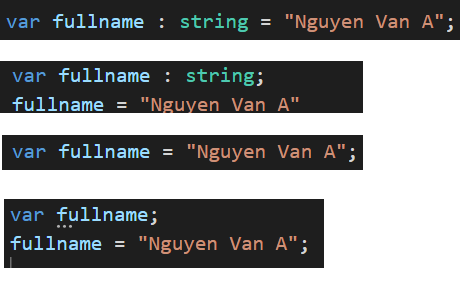 var fullname : string = "Nguyen Van A";
var fullname : string;
fullname = "Nguyen Van A"
var fullname = "Nguyen Van A";
var fullname;
fullname = "Nguyen Van A";